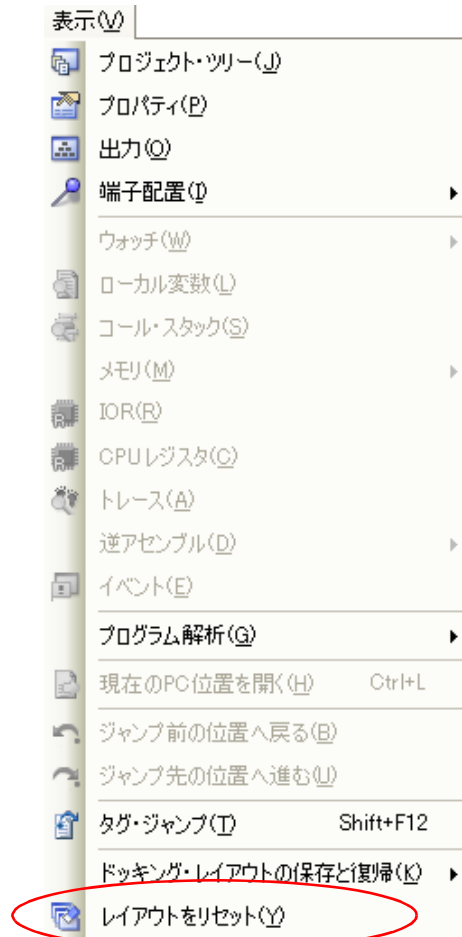 表示(V)
プロジェクト・ツリー(J)
プロパティ(P)
出力(O)
端子配置(I)
ウォッチ(W)
ローカル変数(L)
コール・スタック(S)
メモリ(M)
IOR(R)
CPUレジスタ(C)
トレース(A)
逆アセンブル(D)
イベント(E)
プログラム解析(G)
現在のPC位置を開く(H) Ctrl+L
ジャンプ前の位置へ戻る(B)
ジャンプ先の位置へ進む(U)
タグ・ジャンプ(T) Shift+F12
ドッキング・レイアウトの保存と復帰(K)
レイアウトをリセット(Y)